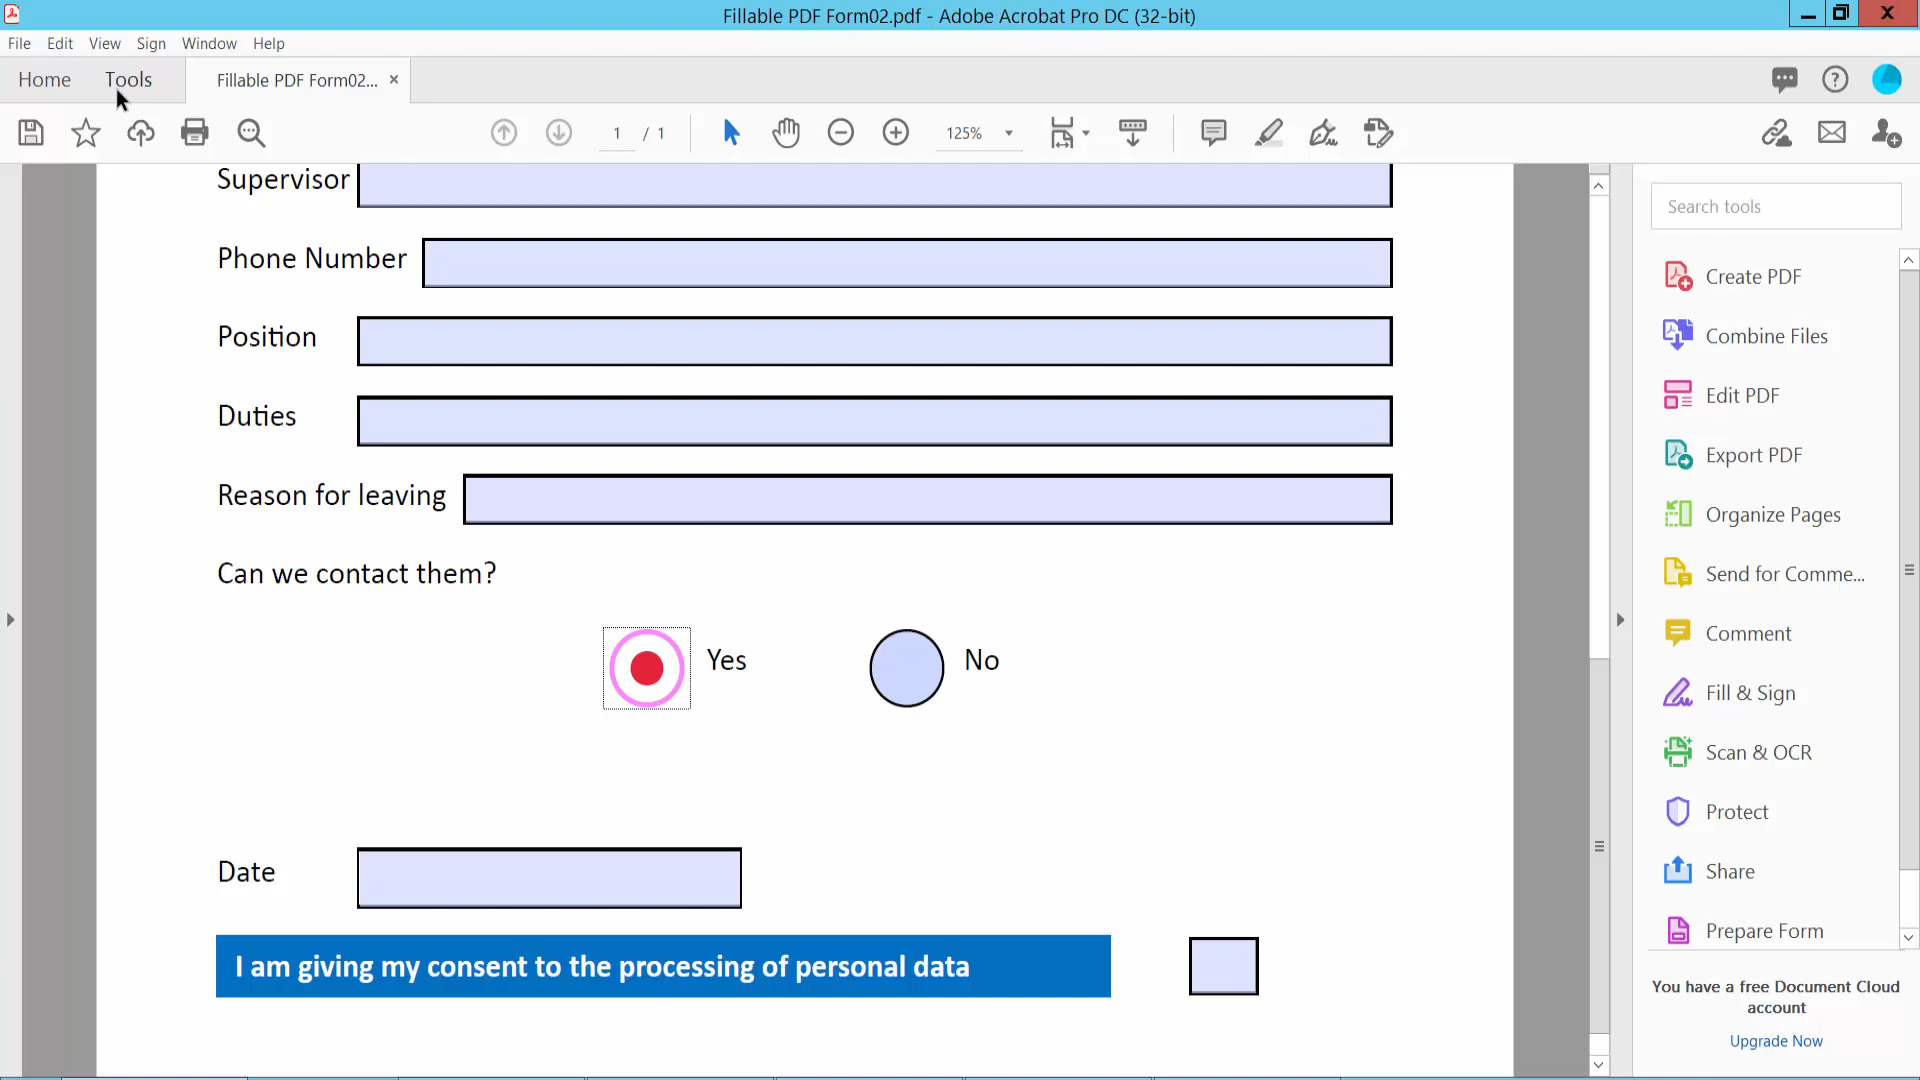 Fillable PDF Form02.pdf - Adobe Acrobat Pro DC (32-bit)
File Edit View Sign Window Help
Home Tools Fillable PDF Form02... ×
1 / 1 125%
Supervisor
Phone Number
Position
Duties
Reason for leaving
Can we contact them?
Yes No
Date
I am giving my consent to the processing of personal data
Search tools
Create PDF
Combine Files
Edit PDF
Export PDF
Organize Pages
Send for Comme...
Comment
Fill & Sign
Scan & OCR
Protect
Share
Prepare Form
You have a free Document Cloud
account
Upgrade Now